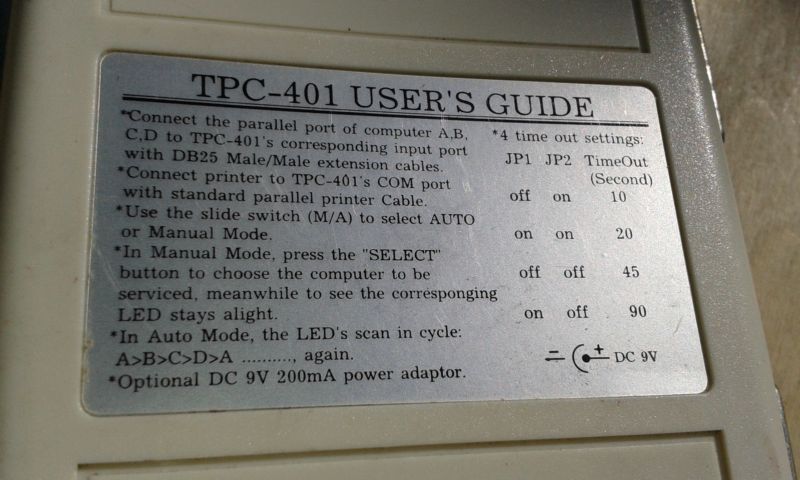 TPC-401 USER'S GUIDE
*Connect the parallel port of computer A,B,
C,D to TPC-401's corresponding input port
with DB25 Male/Male extension cables.
*Connect printer to TPC-401's COM port
with standard parallel printer Cable.
*Use the slide switch (M/A) to select AUTO
or Manual Mode.
*In Manual Mode, press the "SELECT"
button to choose the computer to be
serviced, meanwhile to see the corresponging
LED stays alight.
*In Auto Mode, the LED's scan in cycle:
A>B>C>D>A .........., again.
*Optional DC 9V 200mA power adaptor.
*4 time out settings:
JP1 JP2 TimeOut
(Second)
off on 10
on on 20
off off 45
on off 90
DC 9V